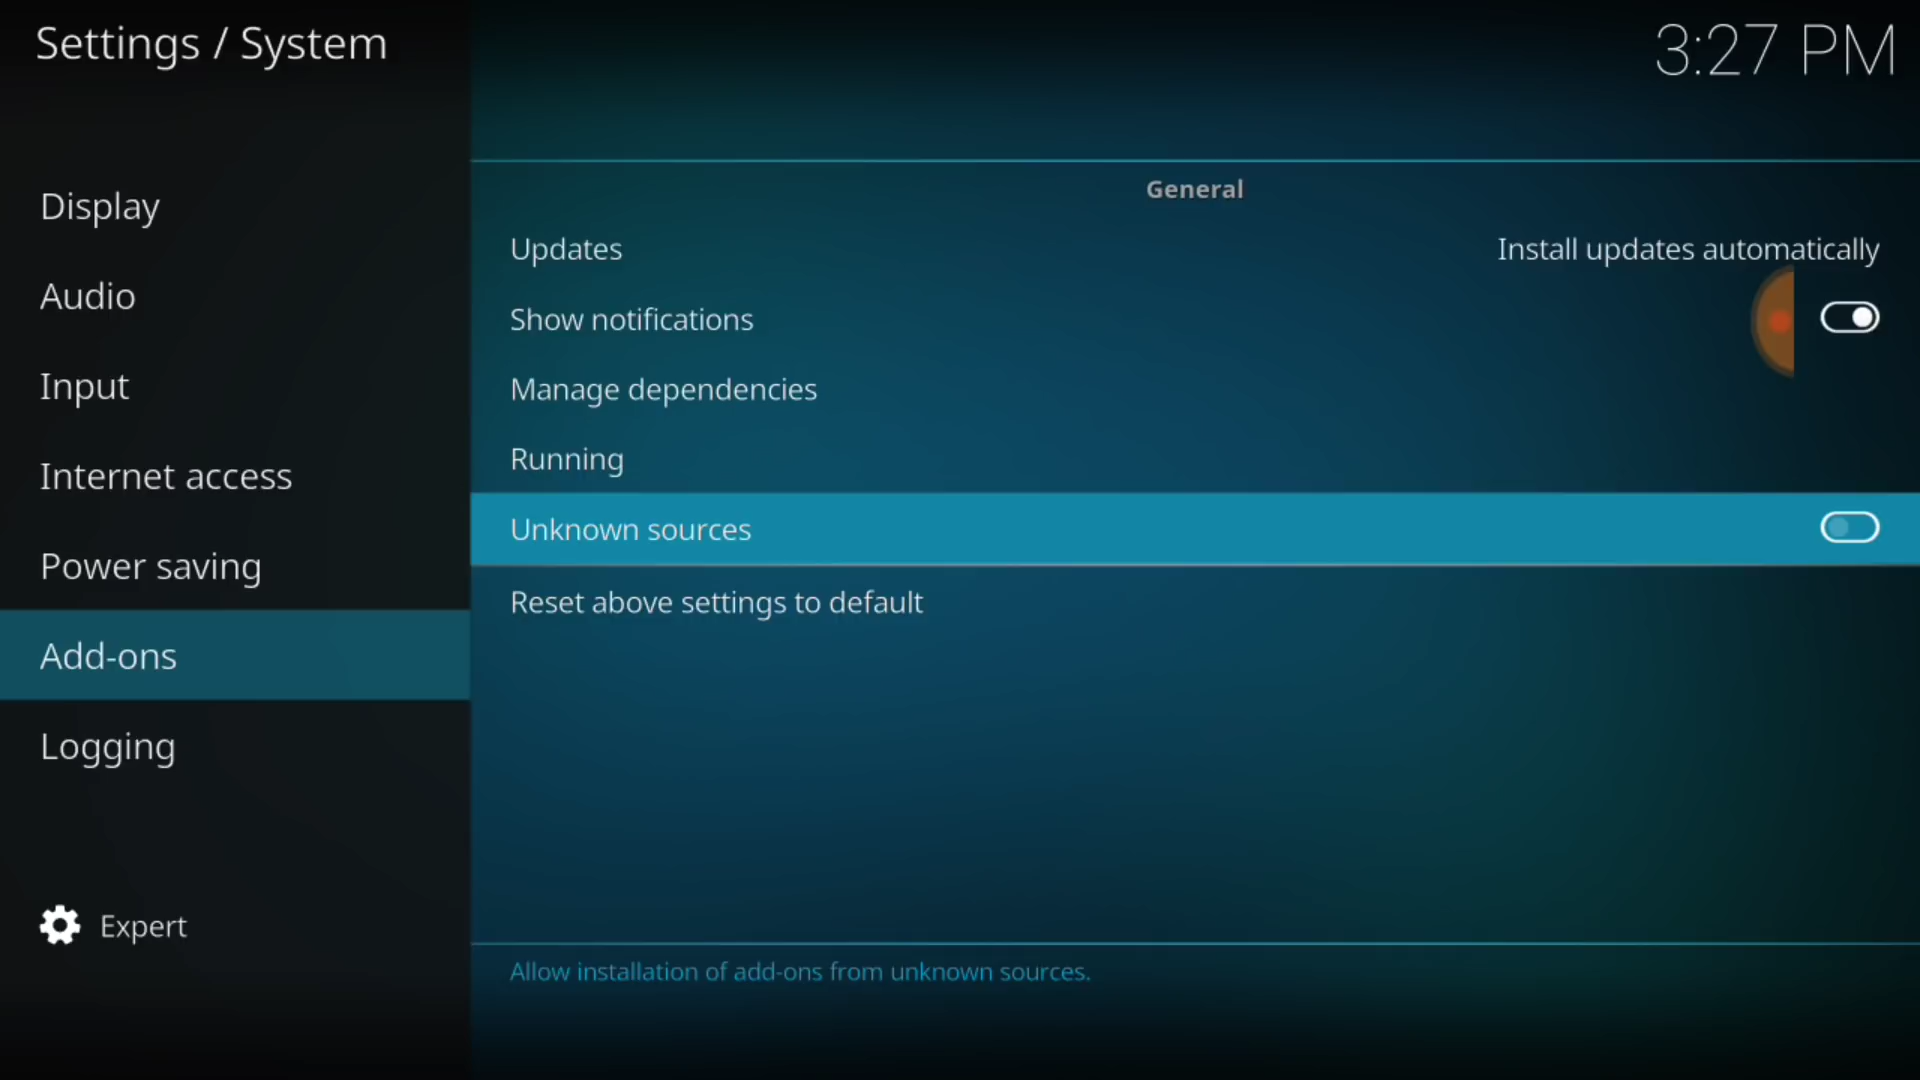 Settings / System
3:27 PM
Display
Audio
Input
Internet access
Power saving
Add-ons
Logging
Expert
General
Updates
Install updates automatically
Show notifications
Manage dependencies
Running
Unknown sources
Reset above settings to default
Allow installation of add-ons from unknown sources.